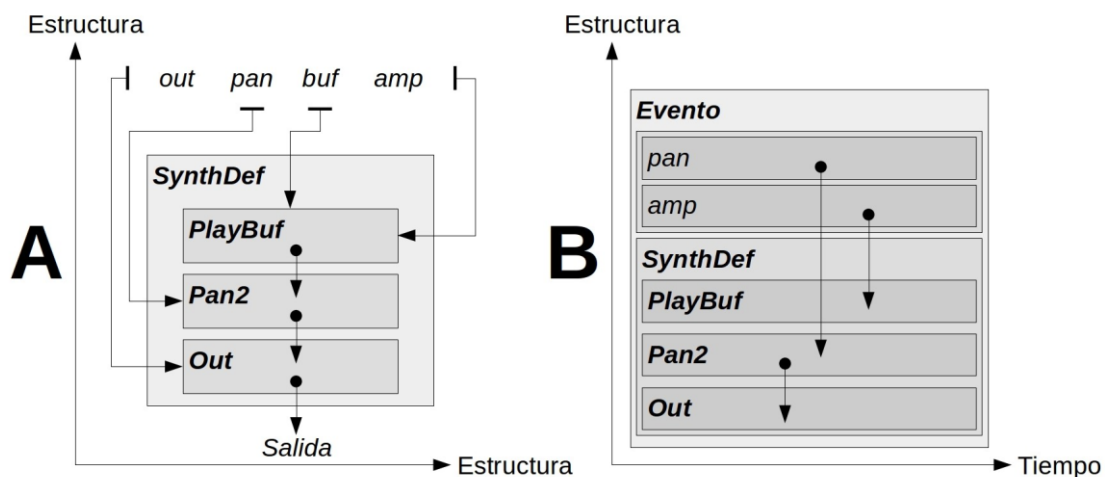 Estructura
out pan buf amp
SynthDef
PlayBuf
Pan2
Out
Salida
Estructura
A
Estructura
Evento
pan
amp
SynthDef
PlayBuf
Pan2
Out
Tiempo
B